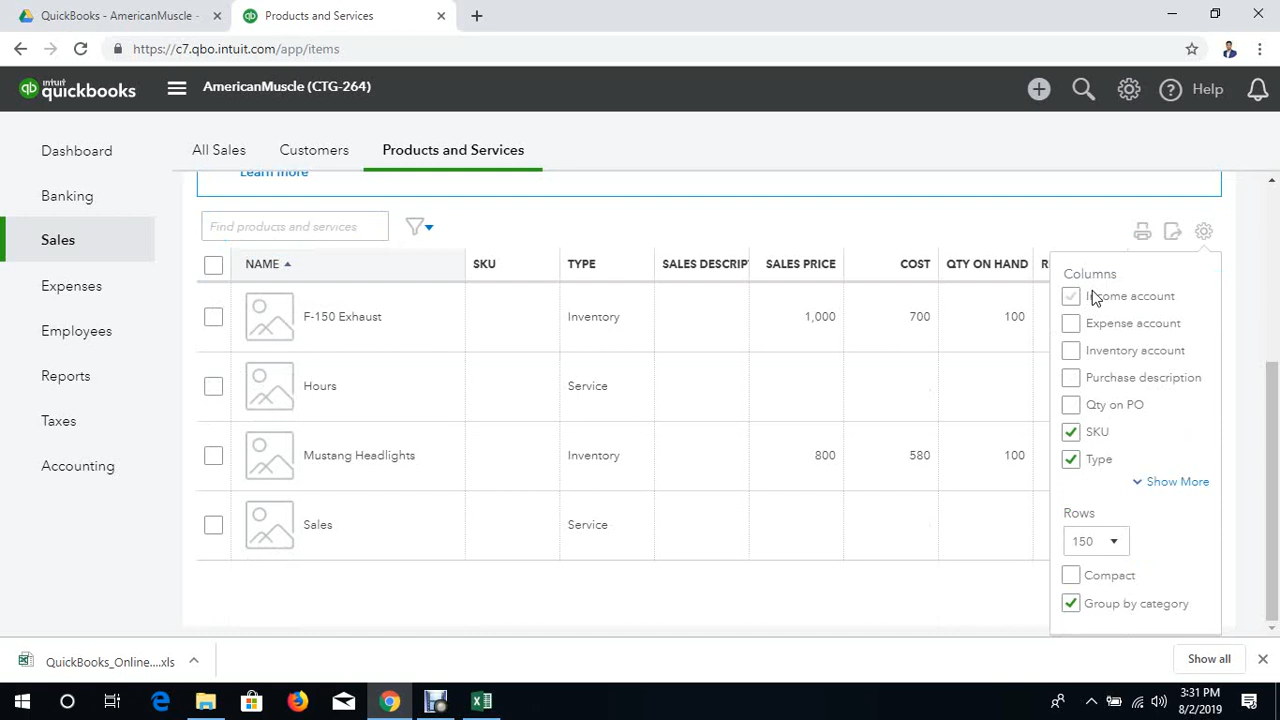 QuickBooks - AmericanMuscle -
Products and Services
https://c7.qbo.intuit.com/app/items
intuit
quickbooks
AmericanMuscle (CTG-264)
Help
Dashboard
Banking
Sales
Expenses
Employees
Reports
Taxes
Accounting
All Sales
Customers
Products and Services
Learn more
Find products and services
NAME SKU TYPE SALES DESCRIP SALES PRICE COST QTY ON HAND R
F-150 Exhaust Inventory 1,000 700 100
Hours Service
Mustang Headlights Inventory 800 580 100
Sales Service
Columns
Income account
Expense account
Inventory account
Purchase description
Qty on PO
SKU
Type
Show More
Rows
150
Compact
Group by category
QuickBooks_Online....xls
Show all
3:31 PM
8/2/2019